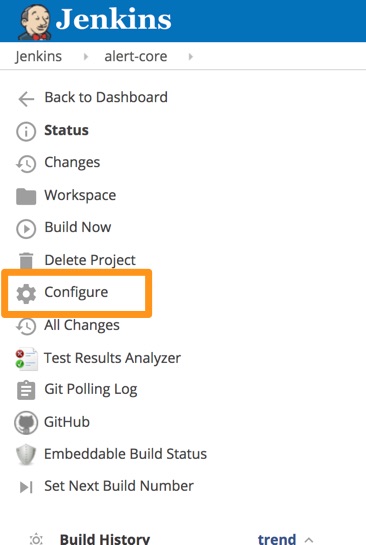 Jenkins
Jenkins alert-core
Back to Dashboard
Status
Changes
Workspace
Build Now
Delete Project
Configure
All Changes
Test Results Analyzer
Git Polling Log
GitHub
Embeddable Build Status
Set Next Build Number
Build History trend